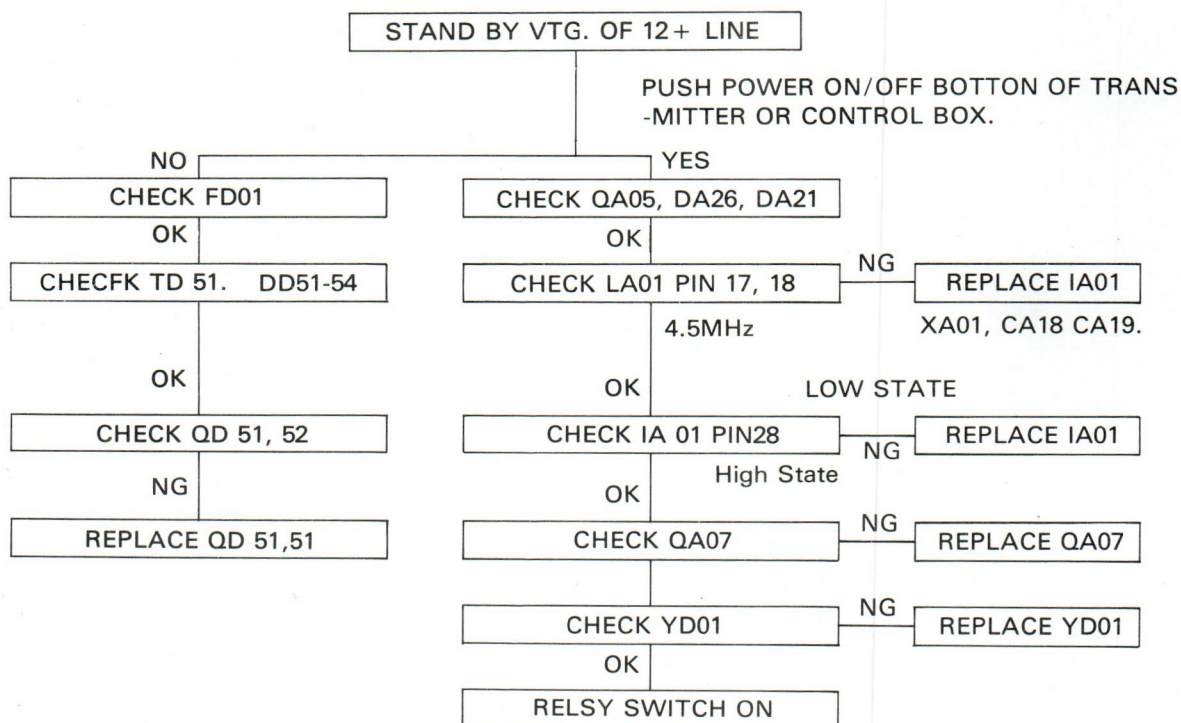 STAND BY VTG. OF 12+ LINE
PUSH POWER ON/OFF BOTTON OF TRANS
-MITTER OR CONTROL BOX.
NO
YES
CHECK FD01
CHECK QA05, DA26, DA21
OK
OK
CHECFK TD 51. DD51-54
CHECK LA01 PIN 17, 18
NG
REPLACE IA01
4.5MHz
XA01, CA18 CA19.
OK
OK
LOW STATE
CHECK QD 51, 52
CHECK IA 01 PIN28
NG
REPLACE IA01
High State
NG
OK
REPLACE QD 51,51
CHECK QA07
NG
REPLACE QA07
CHECK YD01
NG
REPLACE YD01
OK
RELSY SWITCH ON